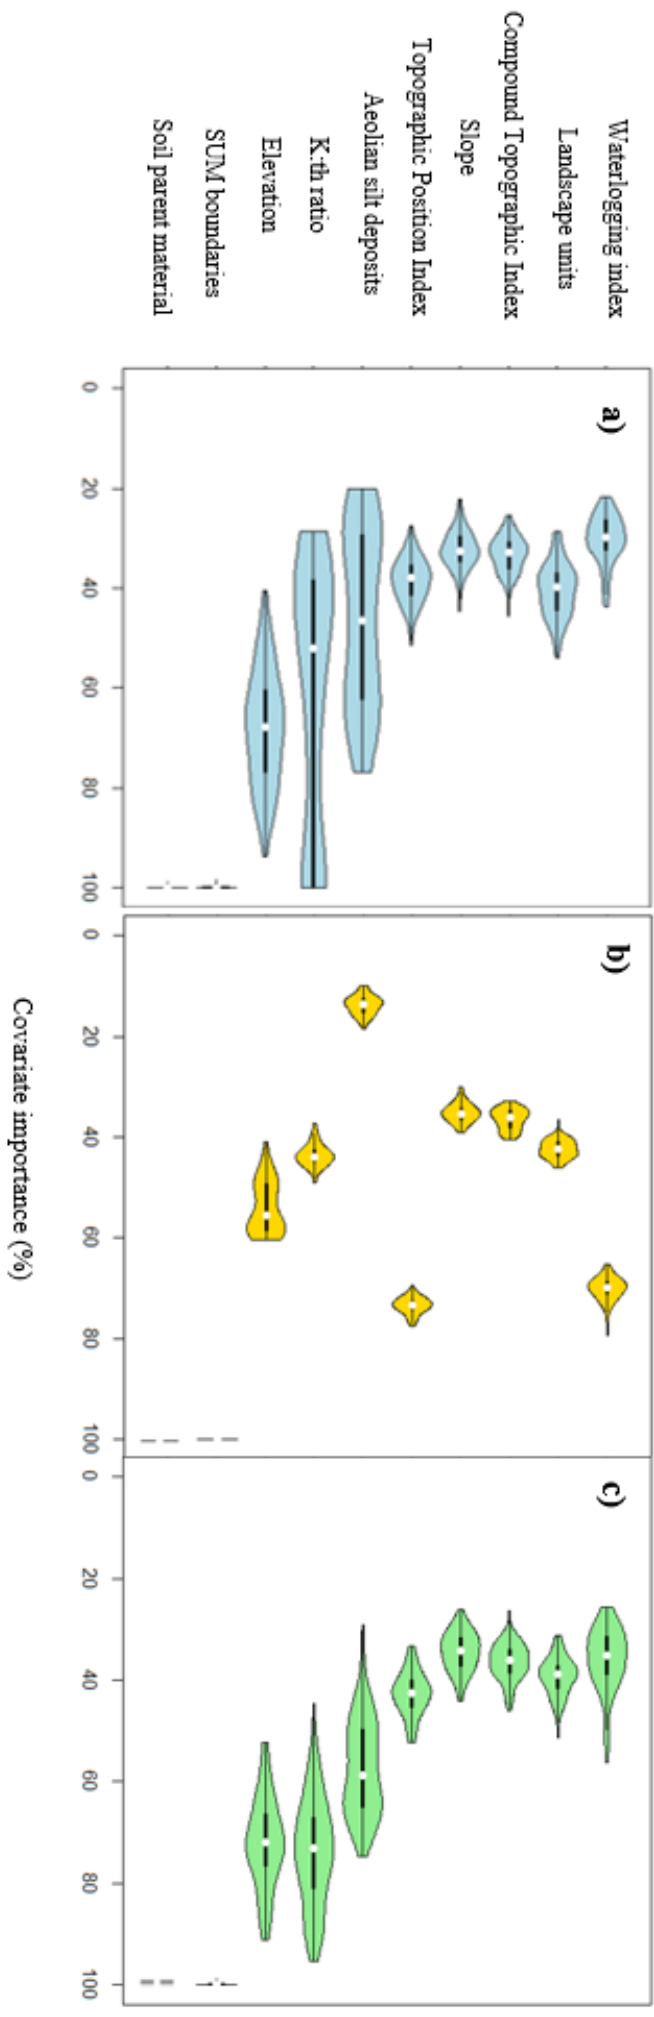 Waterlogging index
Landscape units
Compound Topographic Index
Slope
Topographic Position Index
Aeolian silt deposits
K:th ratio
Elevation
SUM boundaries
Soil parent material
a)
0 20 40 60 80 100
b)
0 20 40 60 80 100
c)
0 20 40 60 80 100
Covariate importance (%)